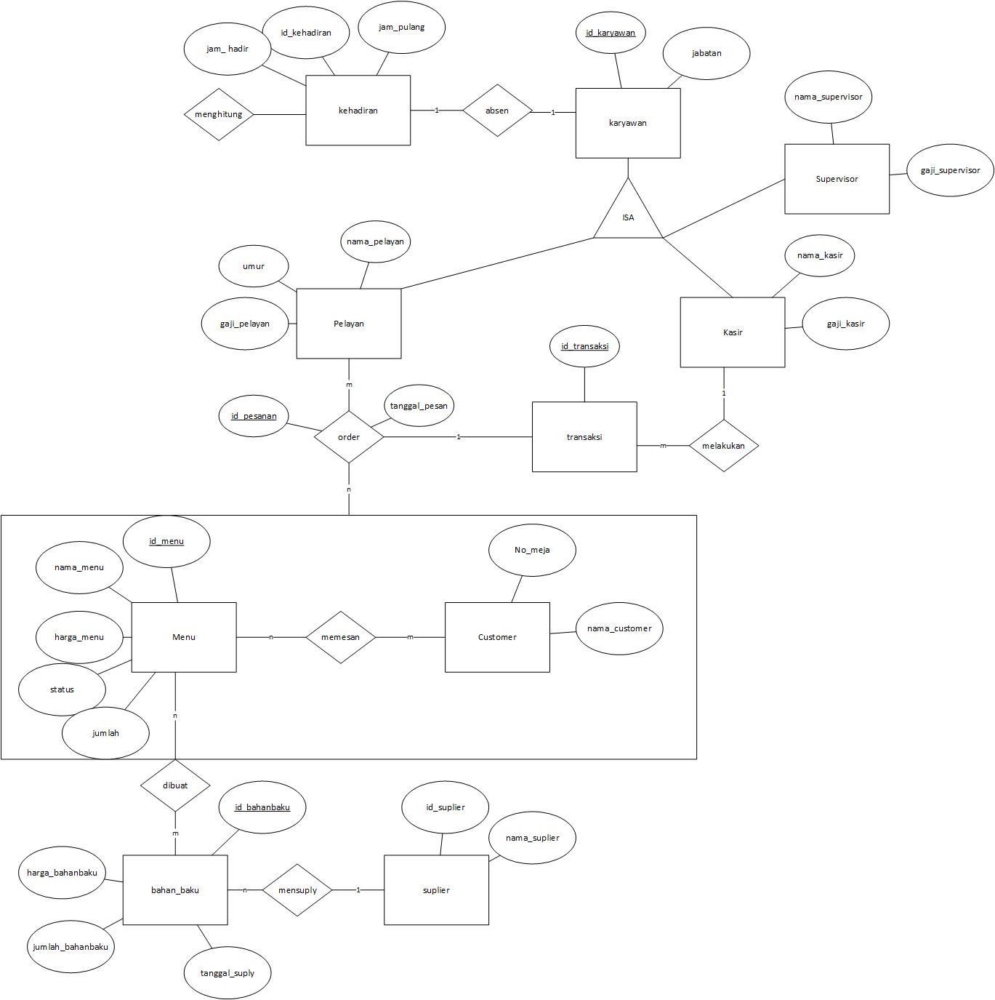 id_kehadiran
jam_pulang
jam_ hadir
id_karyawan
jabatan
nama_supervisor
menghitung
kehadiran
1
absen
1
karyawan
Supervisor
gaji_supervisor
ISA
nama_pelayan
umur
nama_kasir
gaji_pelayan
Pelayan
Kasir
gaji_kasir
id_transaksi
m
1
tanggal_pesan
id_pesanan
order
1
transaksi
m
melakukan
n
id_menu
No_meja
nama_menu
harga_menu
Menu
n
memesan
m
Customer
nama_customer
status
n
jumlah
dibuat
id_bahanbaku
id_suplier
m
nama_suplier
harga_bahanbaku
bahan_baku
n
mensuply
1
suplier
jumlah_bahanbaku
tanggal_suply